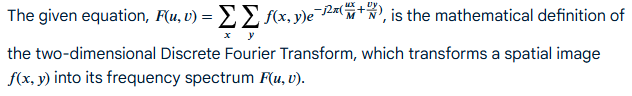 The given equation, F(u, v) = ∑ₓ ∑ᵧ f(x, y)e^(−j2π(ux/M + vy/N)), is the mathematical definition of
the two-dimensional Discrete Fourier Transform, which transforms a spatial image
f(x, y) into its frequency spectrum F(u, v).